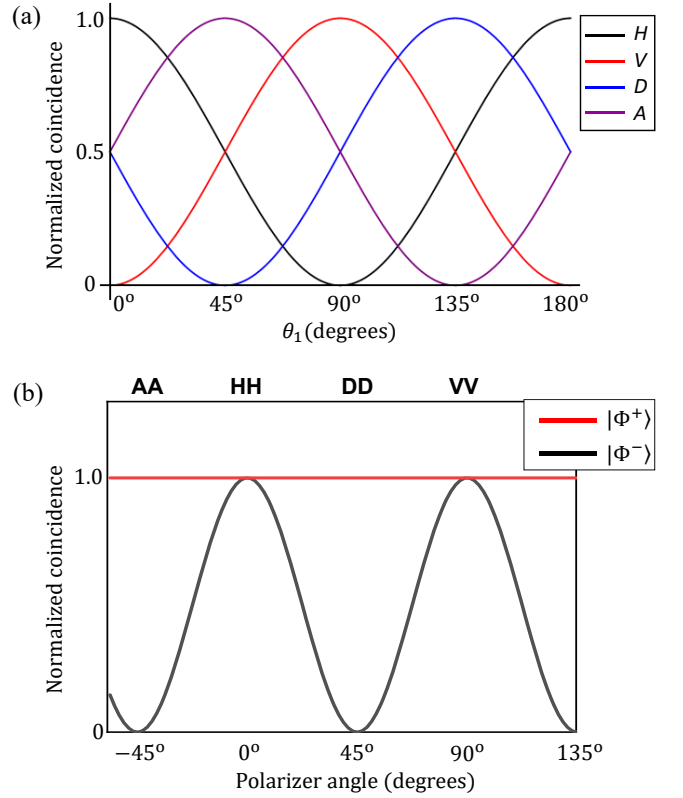 (a)
1.0
0.5
0
Normalized coincidence
0º 45º 90º 135º 180º
θ₁(degrees)
H
V
D
A
(b)
AA HH DD VV
|Φ⁺⟩
|Φ⁻⟩
1.0
0
Normalized coincidence
−45º 0º 45º 90º 135º
Polarizer angle (degrees)